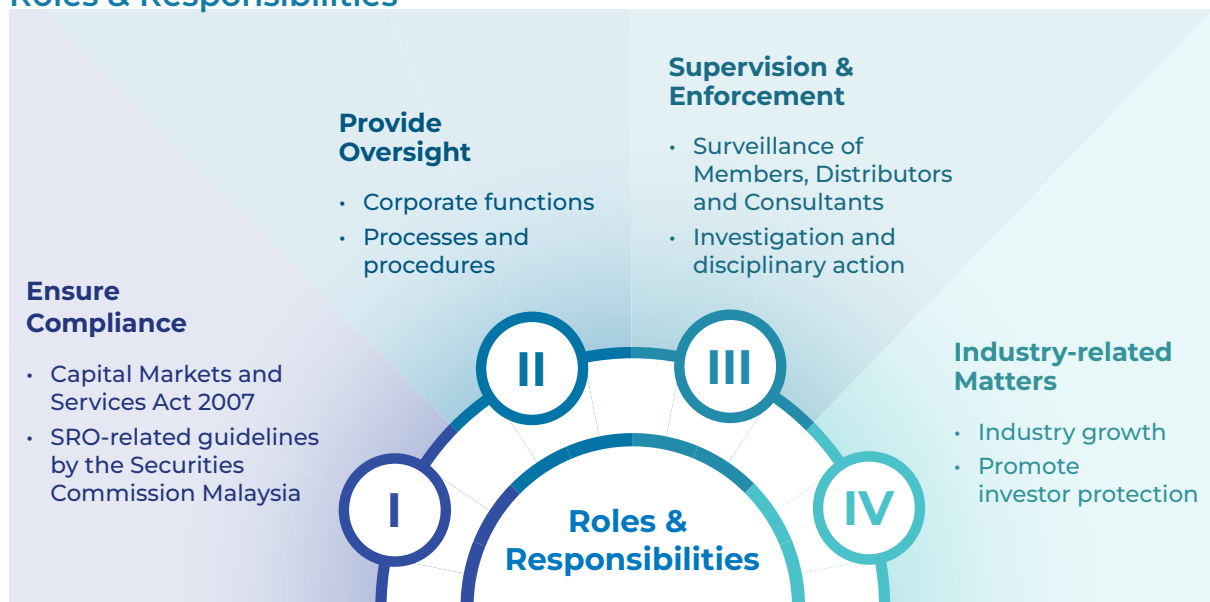 Roles & Responsibilities
Ensure
Compliance
• Capital Markets and
Services Act 2007
• SRO-related guidelines
by the Securities
Commission Malaysia
I
Provide
Oversight
• Corporate functions
• Processes and
procedures
II
Supervision &
Enforcement
• Surveillance of
Members, Distributors
and Consultants
• Investigation and
disciplinary action
III
Industry-related
Matters
• Industry growth
• Promote
investor protection
IV
Roles &
Responsibilities